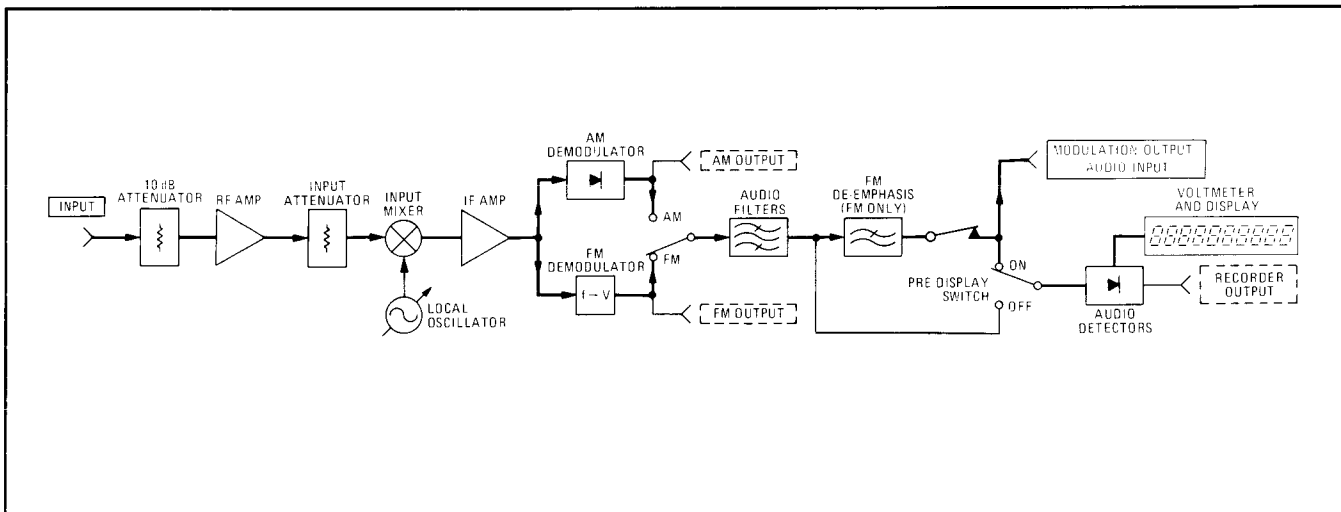 INPUT
10 dB
ATTENUATOR
RF AMP
INPUT
ATTENUATOR
INPUT
MIXER
LOCAL
OSCILLATOR
IF AMP
AM
DEMODULATOR
AM OUTPUT
AM
FM
FM
DEMODULATOR
f - V
FM OUTPUT
AUDIO
FILTERS
FM
DE-EMPHASIS
(FM ONLY)
PRE DISPLAY
SWITCH
ON
OFF
MODULATION OUTPUT
AUDIO INPUT
VOLTMETER
AND DISPLAY
AUDIO
DETECTORS
RECORDER
OUTPUT